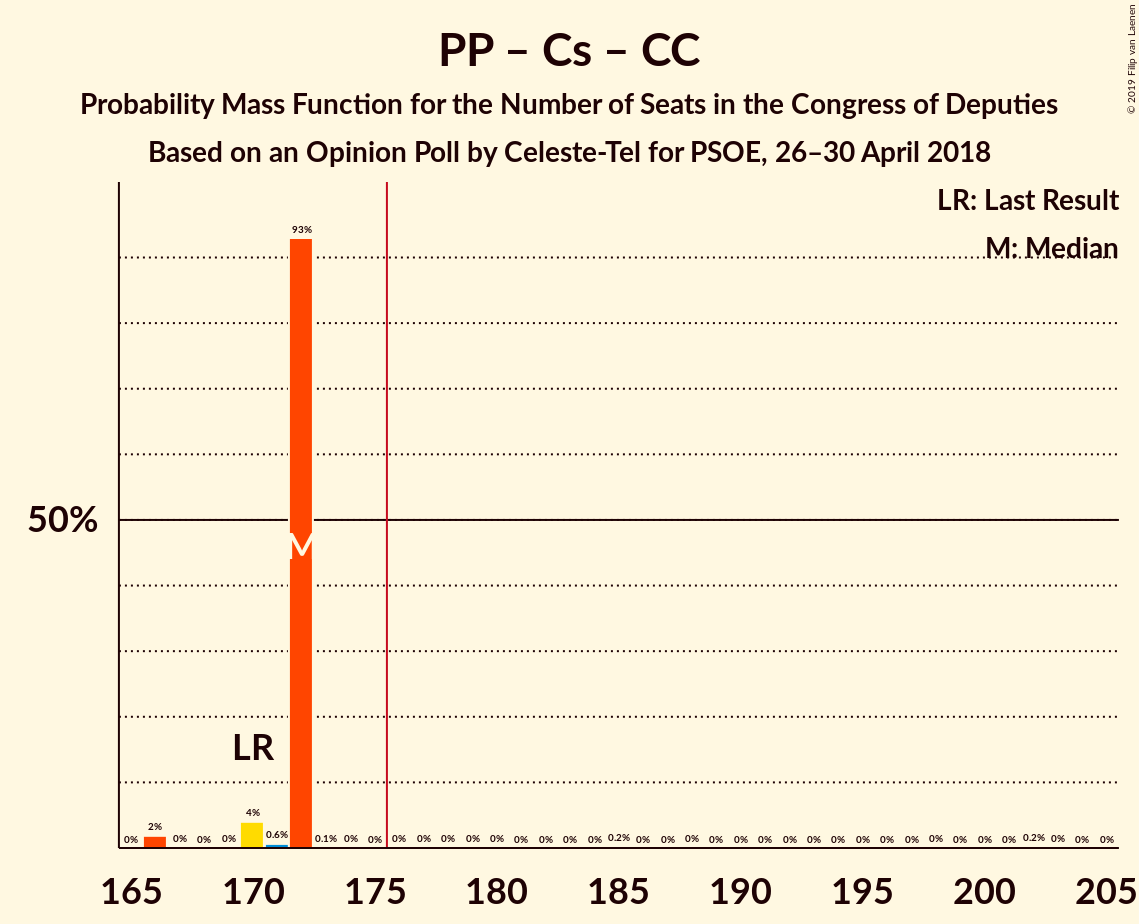 PP – Cs – CC
Probability Mass Function for the Number of Seats in the Congress of Deputies
Based on an Opinion Poll by Celeste-Tel for PSOE, 26–30 April 2018
© 2019 Filip van Laenen
LR: Last Result
M: Median
93%
50%
M
LR
0% 2% 0% 0% 0% 4% 0.6% 0.1% 0% 0% 0% 0% 0% 0% 0% 0% 0% 0% 0% 0.2% 0% 0% 0% 0% 0% 0% 0% 0% 0% 0% 0% 0% 0% 0% 0% 0% 0.2% 0% 0% 0%
165 170 175 180 185 190 195 200 205